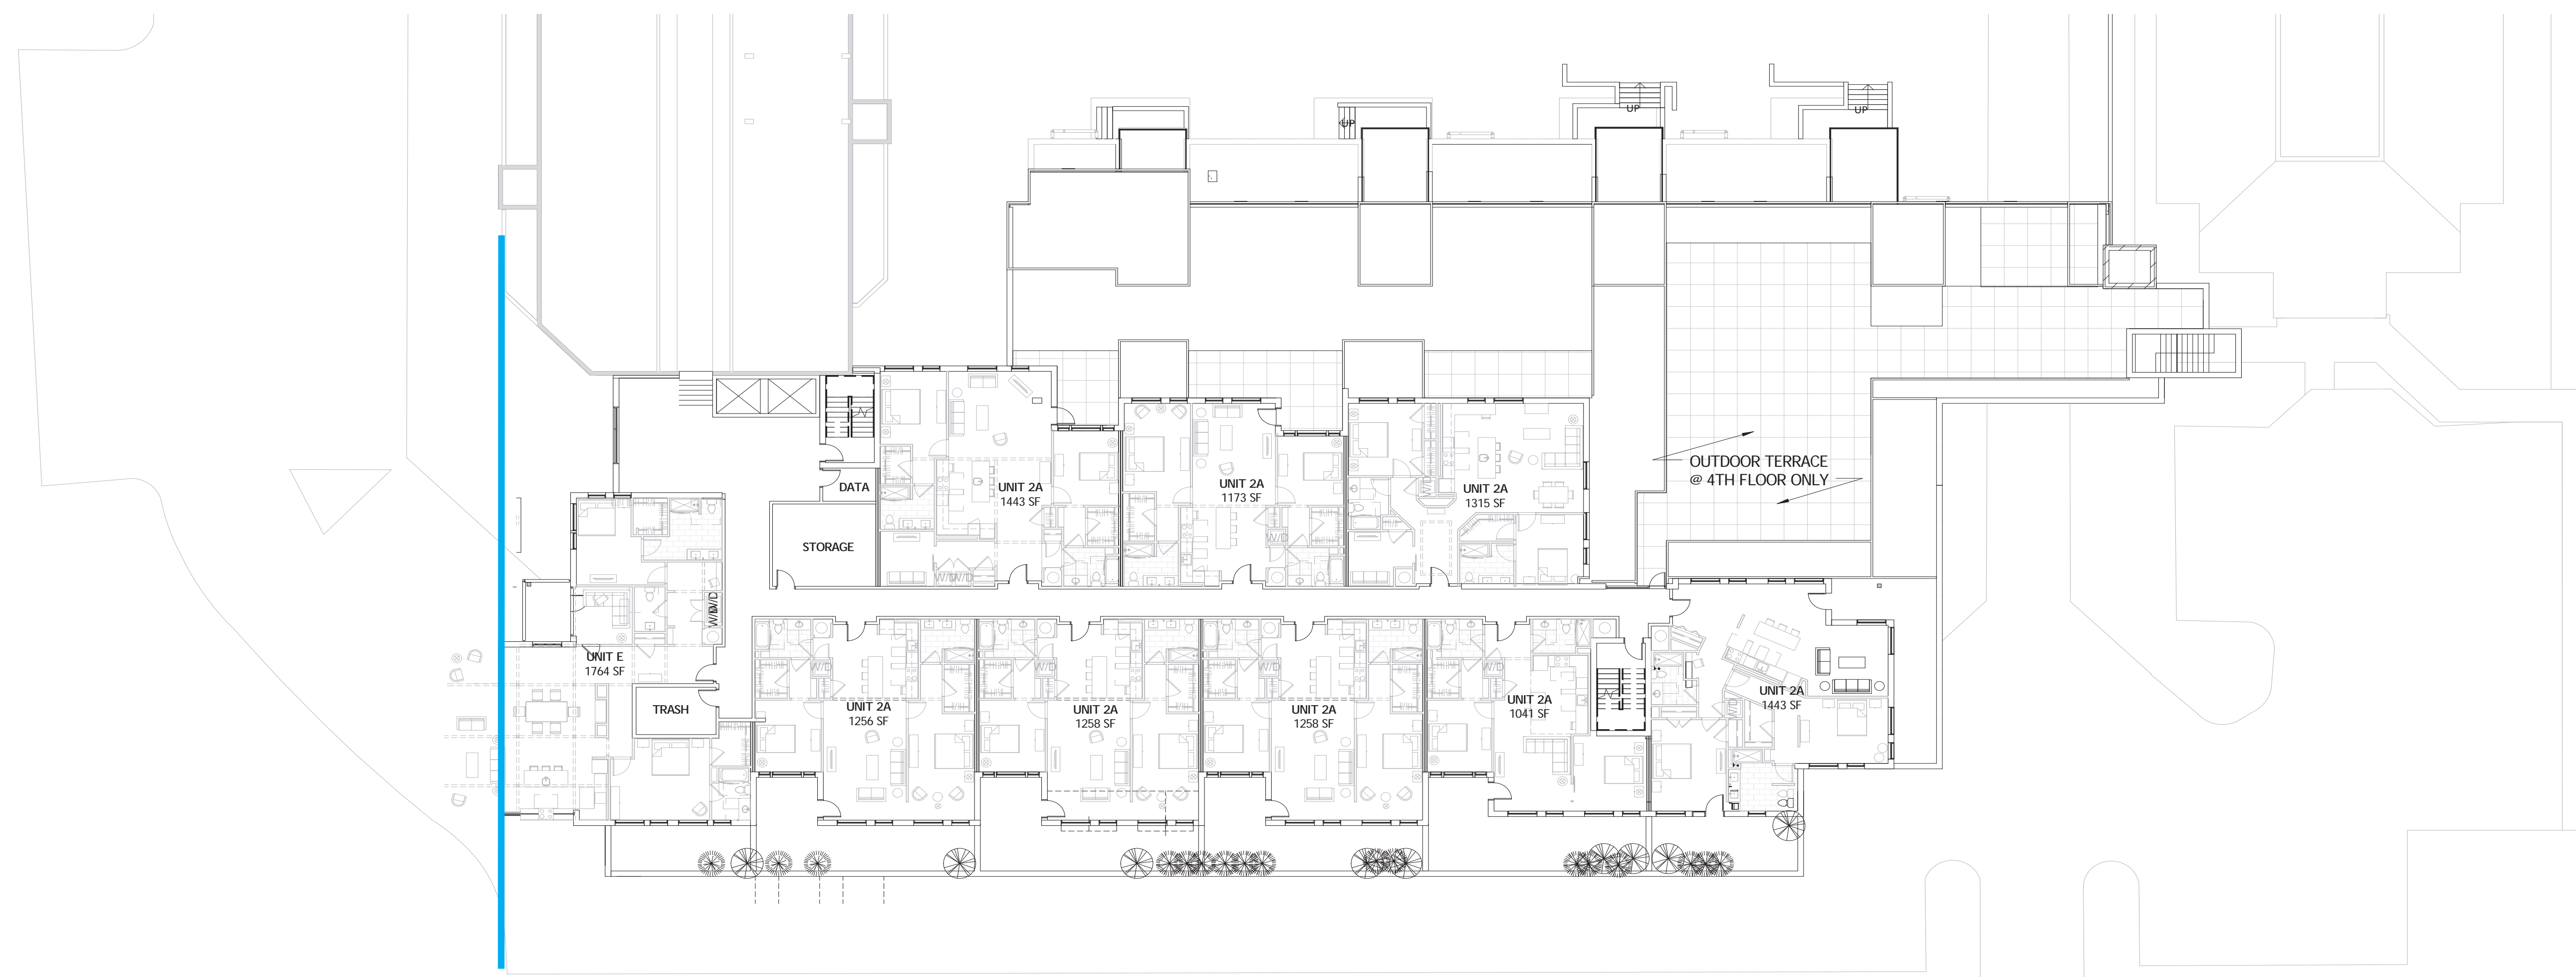 UP
UP
UP
OUTDOOR TERRACE
@ 4TH FLOOR ONLY
DATA
UNIT 2A
1443 SF
UNIT 2A
1173 SF
UNIT 2A
1315 SF
STORAGE
W/D
W/D
W/D
W/D
W/D
W/D
UNIT E
1764 SF
TRASH
W/D
UNIT 2A
1256 SF
W/D
UNIT 2A
1258 SF
W/D
UNIT 2A
1258 SF
W/D
UNIT 2A
1041 SF
W/D
UNIT 2A
1443 SF